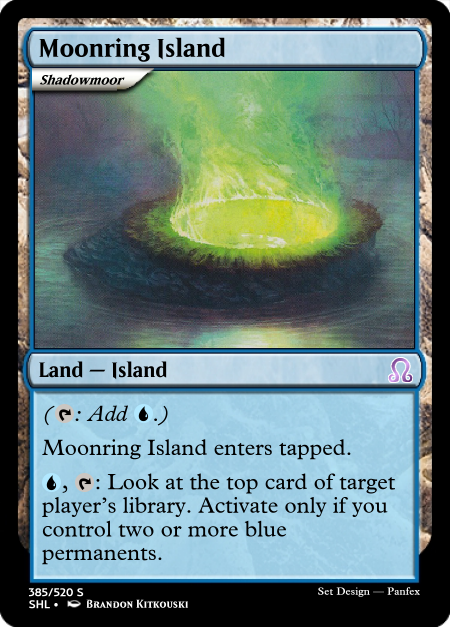 Moonring Island
Shadowmoor
Land — Island
(: Add .)
Moonring Island enters tapped.
, : Look at the top card of target
player's library. Activate only if you
control two or more blue
permanents.
385/520 S
Set Design — Panfex
SHL • Brandon Kitkouski